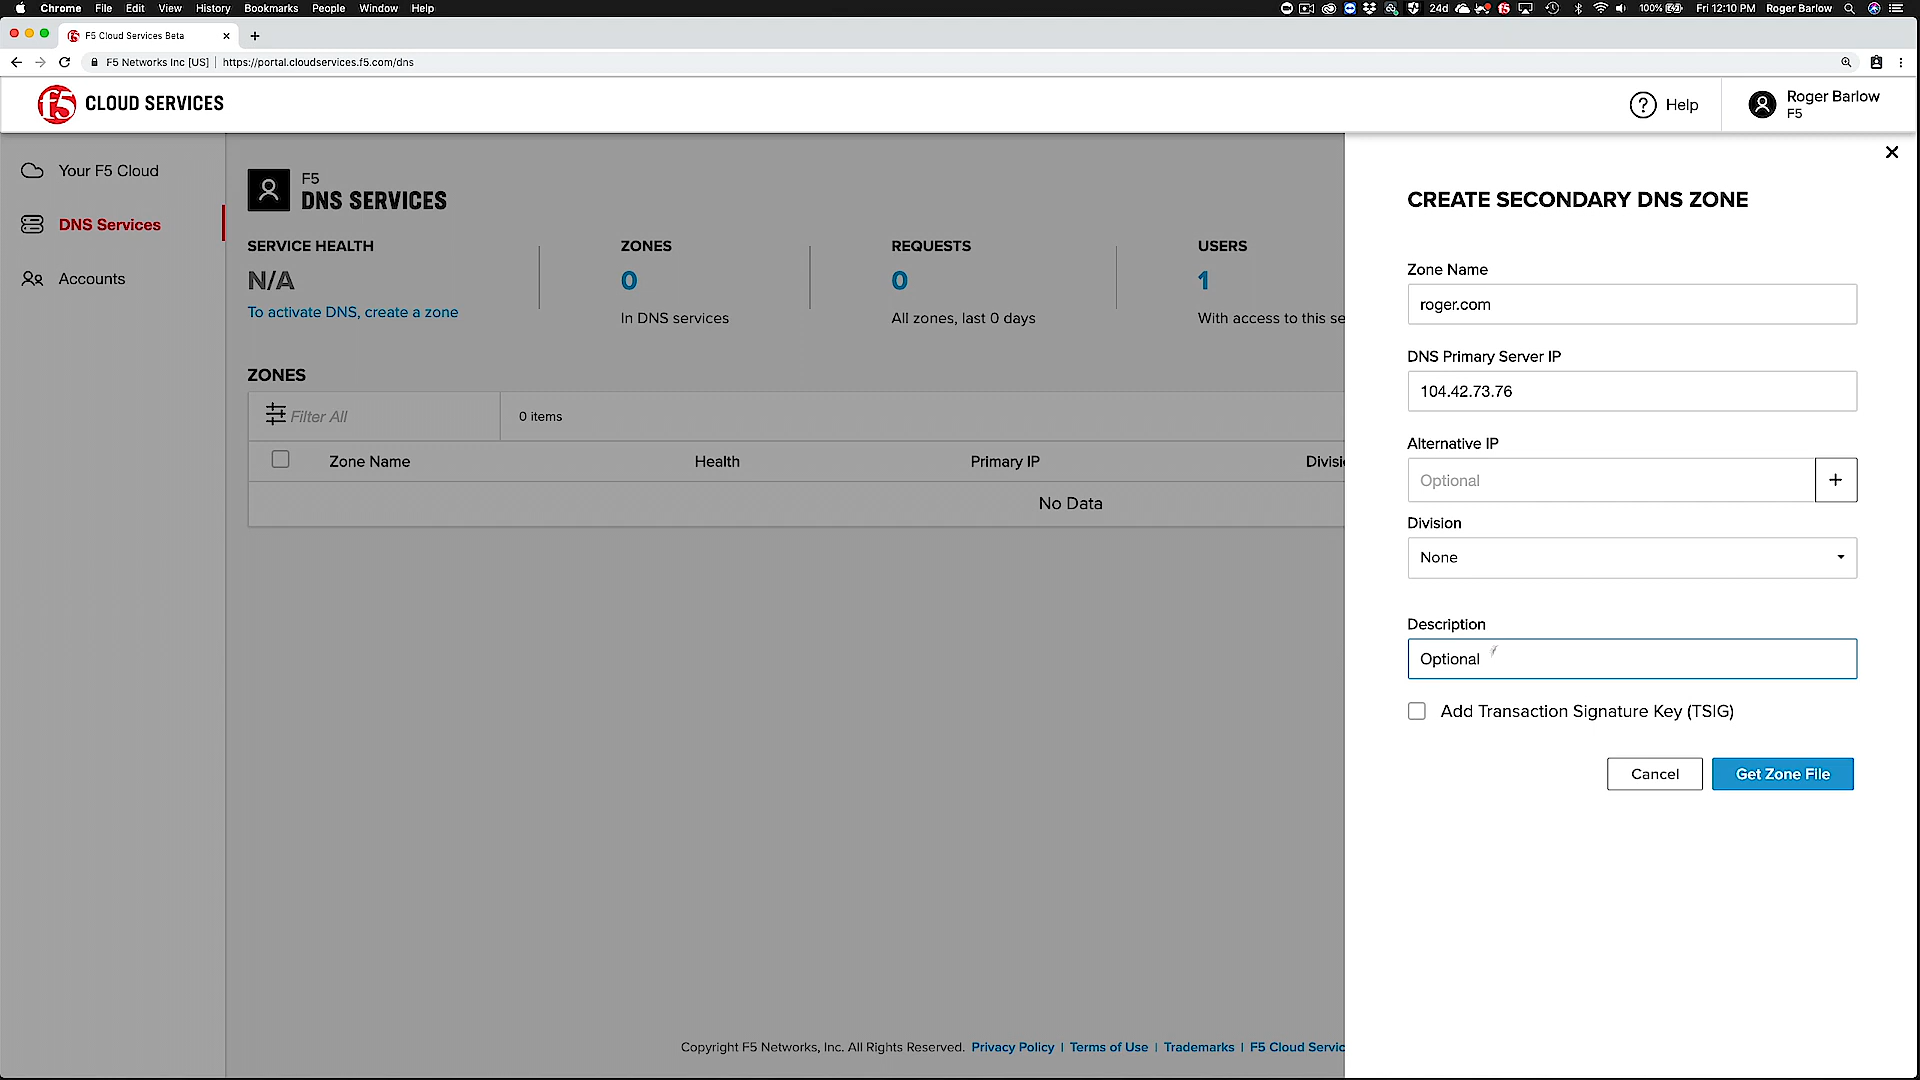 Chrome File Edit View History Bookmarks People Window Help 24d 100% Fri 12:10 PM Roger Barlow
F5 Cloud Services Beta
F5 Networks Inc [US] | https://portal.cloudservices.f5.com/dns
f5 CLOUD SERVICES
Help
Roger Barlow
F5
Your F5 Cloud
DNS Services
Accounts
F5
DNS SERVICES
SERVICE HEALTH
N/A
To activate DNS, create a zone
ZONES
0
In DNS services
REQUESTS
0
All zones, last 0 days
USERS
1
With access to this se
ZONES
Filter All
0 items
Zone Name Health Primary IP Divisi
No Data
CREATE SECONDARY DNS ZONE
Zone Name
roger.com
DNS Primary Server IP
104.42.73.76
Alternative IP
Optional
+
Division
None
Description
Optional
Add Transaction Signature Key (TSIG)
Cancel
Get Zone File
Copyright F5 Networks, Inc. All Rights Reserved. Privacy Policy | Terms of Use | Trademarks | F5 Cloud Servic